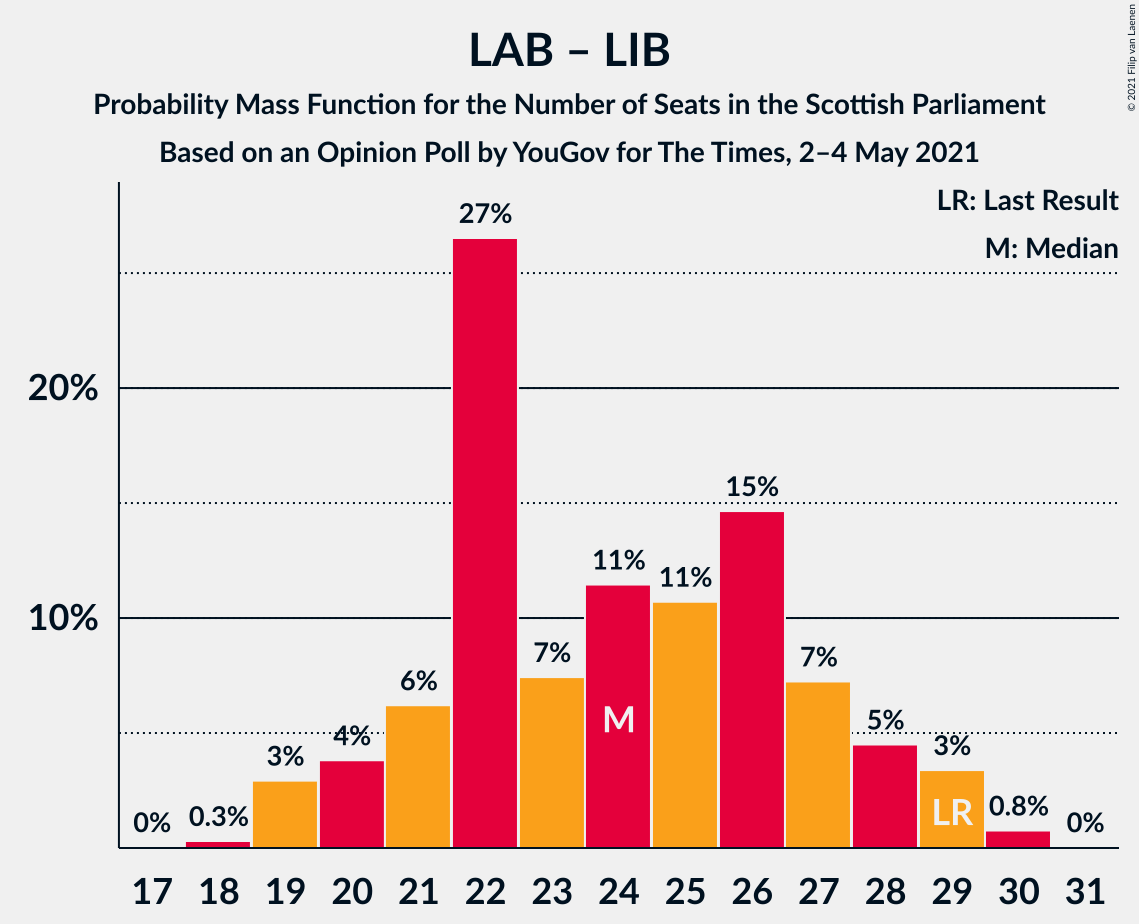 LAB – LIB
Probability Mass Function for the Number of Seats in the Scottish Parliament
Based on an Opinion Poll by YouGov for The Times, 2–4 May 2021
© 2021 Filip van Laenen
LR: Last Result
M: Median
27%
20%
15%
11%
11%
10%
7%
7%
6%
M
5%
4%
3%
3%
LR
0.8%
0.3%
0%
0%
17 18 19 20 21 22 23 24 25 26 27 28 29 30 31